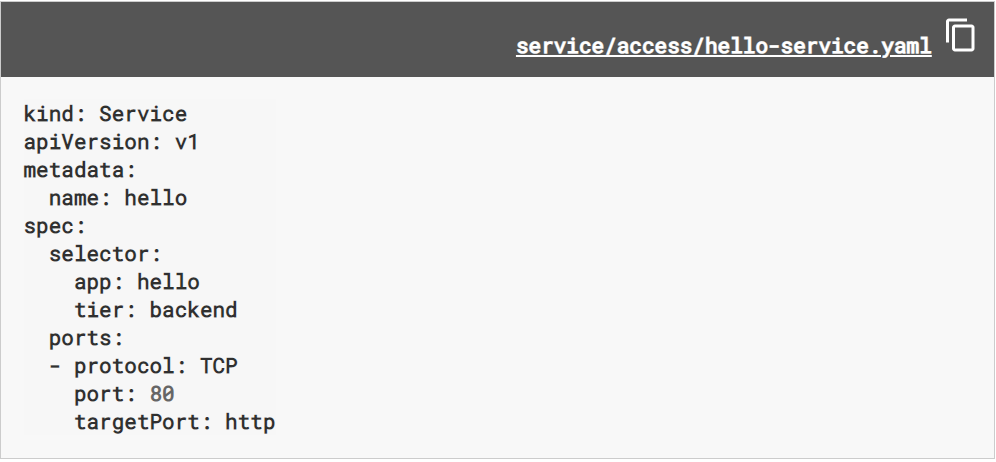 service/access/hello-service.yaml
kind: Service
apiVersion: v1
metadata:
  name: hello
spec:
  selector:
    app: hello
    tier: backend
  ports:
  - protocol: TCP
    port: 80
    targetPort: http